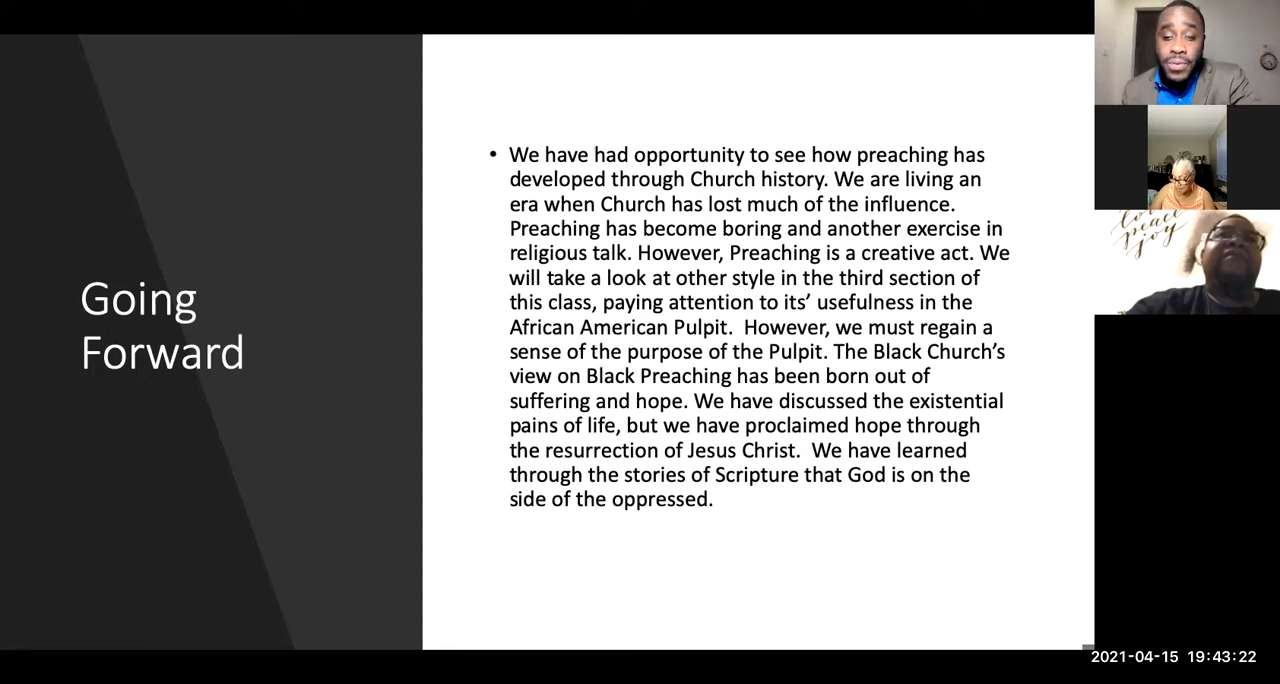 Going
Forward
• We have had opportunity to see how preaching has
developed through Church history. We are living an
era when Church has lost much of the influence.
Preaching has become boring and another exercise in
religious talk. However, Preaching is a creative act. We
will take a look at other style in the third section of
this class, paying attention to its’ usefulness in the
African American Pulpit.  However, we must regain a
sense of the purpose of the Pulpit. The Black Church’s
view on Black Preaching has been born out of
suffering and hope. We have discussed the existential
pains of life, but we have proclaimed hope through
the resurrection of Jesus Christ.  We have learned
through the stories of Scripture that God is on the
side of the oppressed.
love
peace
joy
2021-04-15 19:43:22